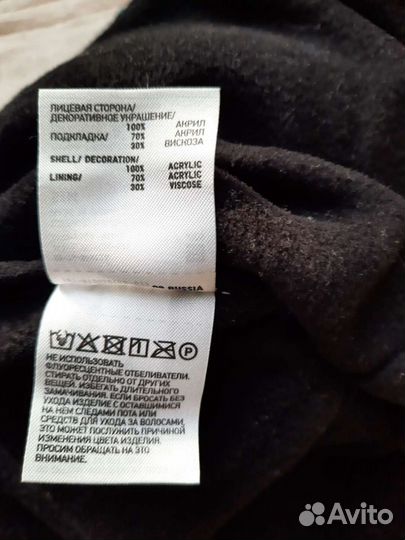 ЛИЦЕВАЯ СТОРОНА/
ДЕКОРАТИВНОЕ УКРАШЕНИЕ/
100% АКРИЛ
ПОДКЛАДКА/ 70% АКРИЛ
30% ВИСКОЗА
SHELL/ DECORATION/
100% ACRYLIC
LINING/ 70% ACRYLIC
30% VISCOSE
RUSSIA
P
НЕ ИСПОЛЬЗОВАТЬ
ФЛУОРЕСЦЕНТНЫЕ ОТБЕЛИВАТЕЛИ.
СТИРАТЬ ОТДЕЛЬНО ОТ ДРУГИХ
ВЕЩЕЙ. ИЗБЕГАТЬ ДЛИТЕЛЬНОГО
ЗАМАЧИВАНИЯ. ЕСЛИ БРОСАТЬ БЕЗ
УХОДА ИЗДЕЛИЕ С ОСТАВШИМИСЯ
НА НЕМ СЛЕДАМИ ПОТА ИЛИ
СРЕДСТВ ДЛЯ УХОДА ЗА ВОЛОСАМИ,
ЭТО МОЖЕТ ПОСЛУЖИТЬ ПРИЧИНОЙ
ИЗМЕНЕНИЯ ЦВЕТА ИЗДЕЛИЯ.
ПРОСИМ ОБРАЩАТЬ НА ЭТО
ВНИМАНИЕ.
Avito